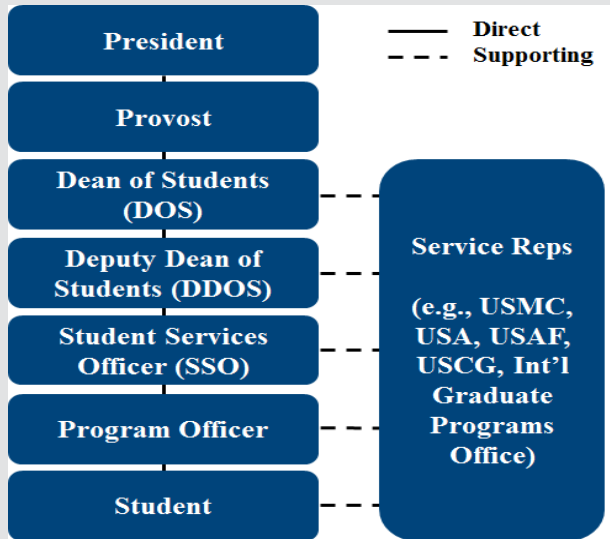 President
Direct
Supporting
Provost
Dean of Students
(DOS)
Deputy Dean of
Students (DDOS)
Student Services
Officer (SSO)
Program Officer
Student
Service Reps
(e.g., USMC,
USA, USAF,
USCG, Int'l
Graduate
Programs
Office)